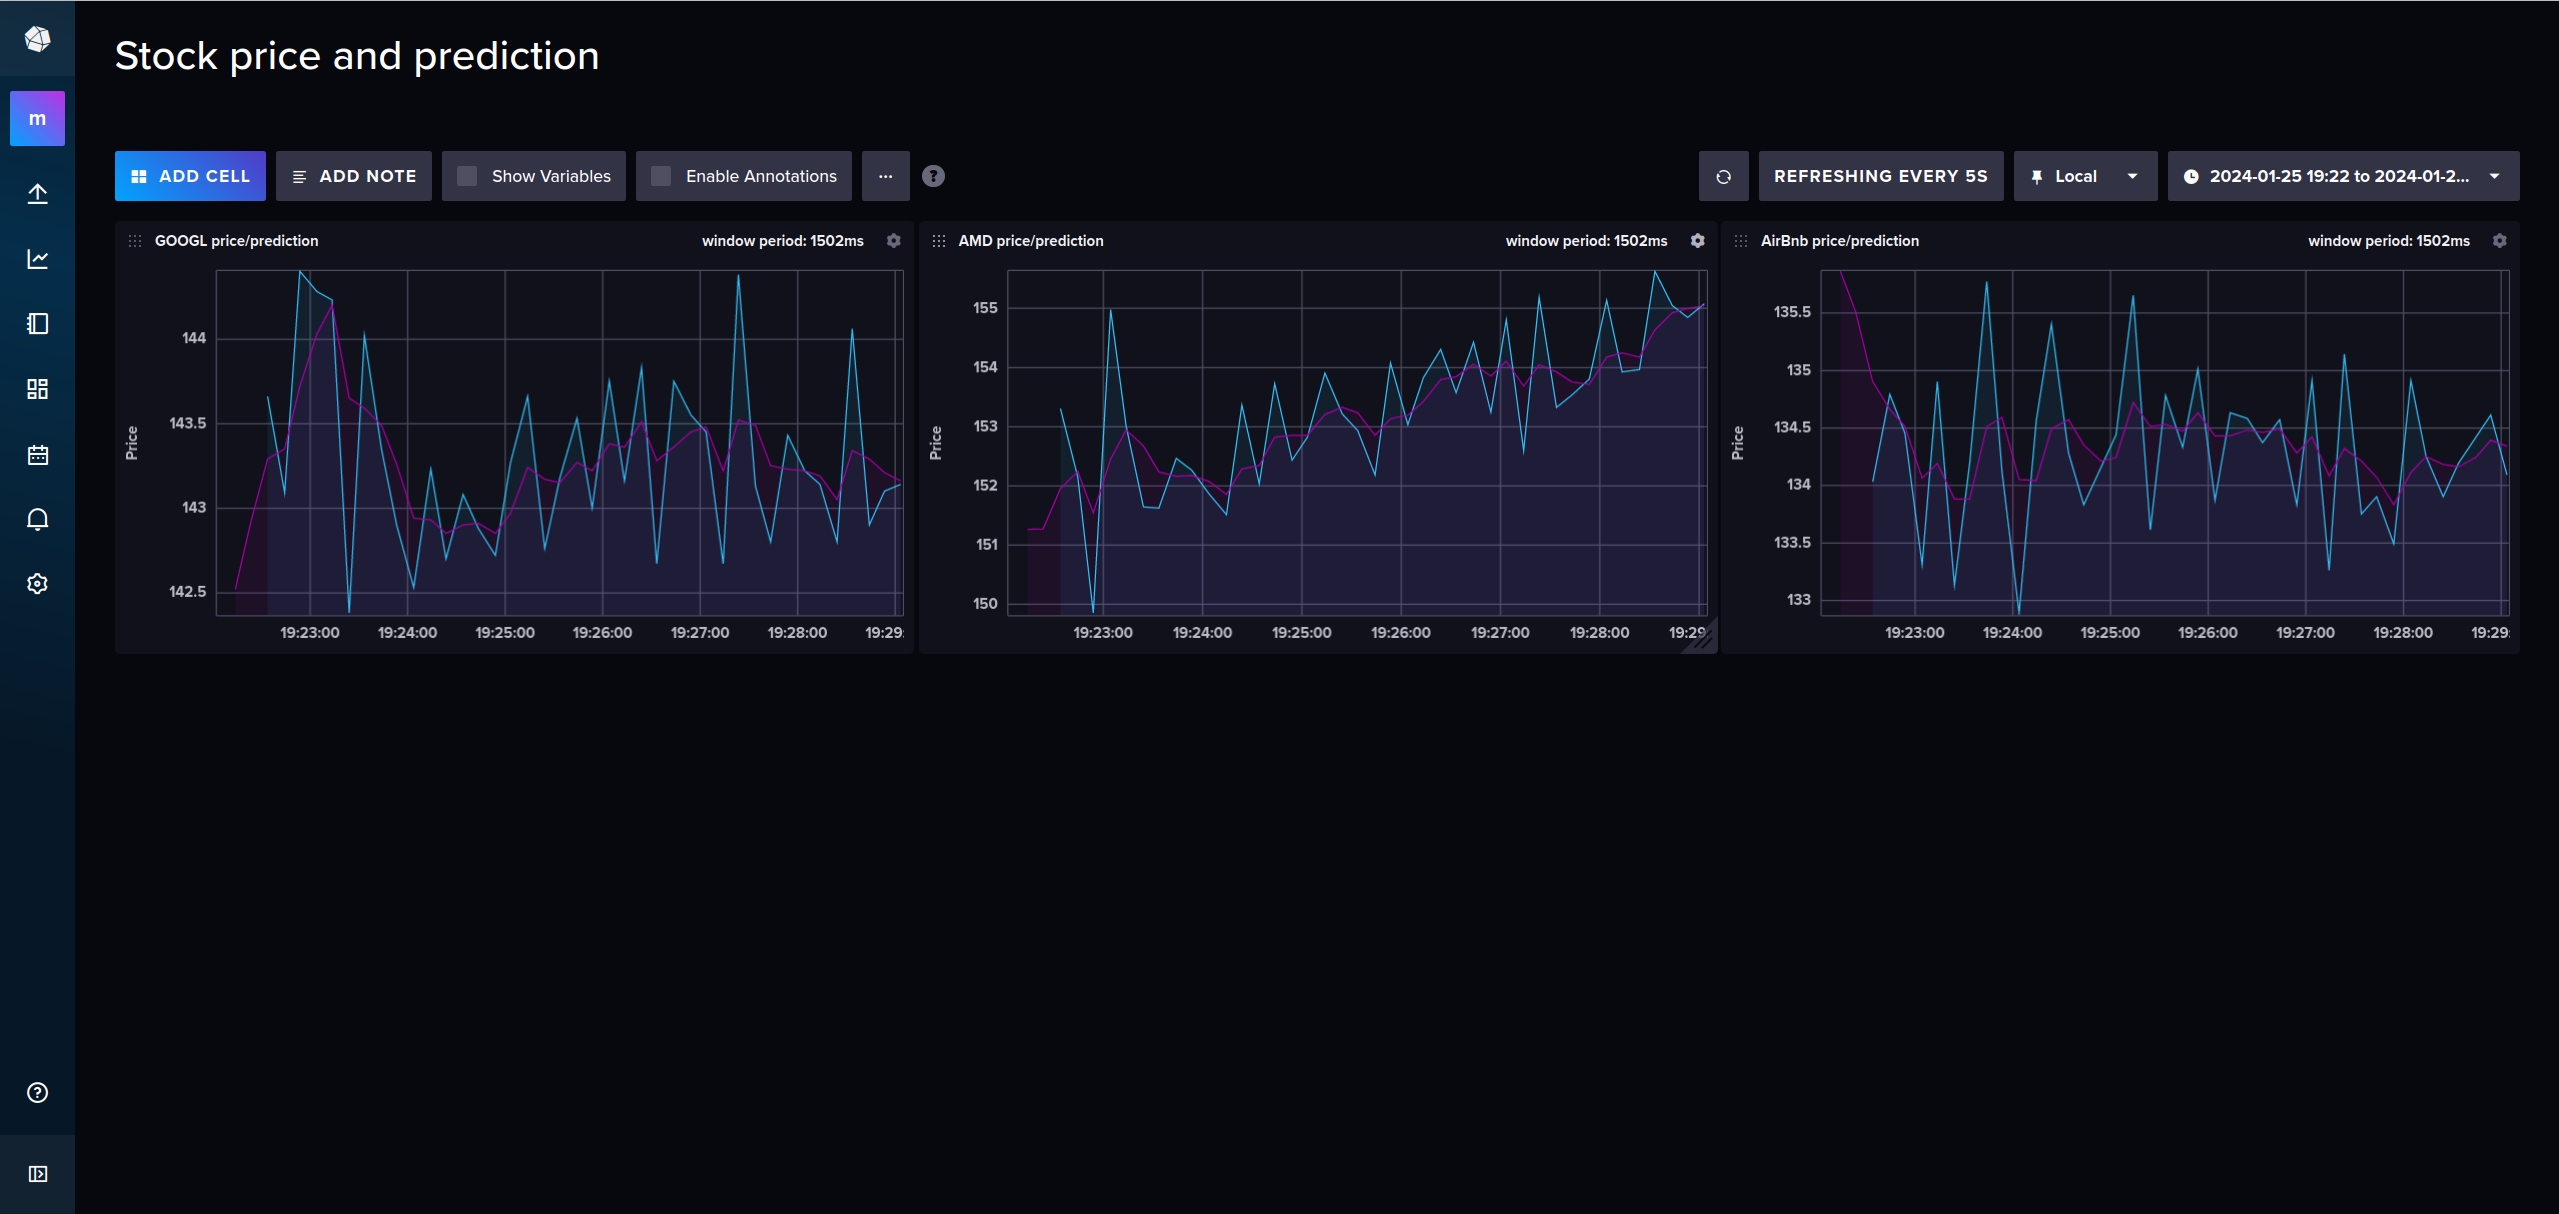 Stock price and prediction
m
ADD CELL
ADD NOTE
Show Variables
Enable Annotations
...
?
REFRESHING EVERY 5S
Local
2024-01-25 19:22 to 2024-01-2...
GOOGL price/prediction
window period: 1502ms
Price
144
143.5
143
142.5
19:23:00 19:24:00 19:25:00 19:26:00 19:27:00 19:28:00 19:29:
AMD price/prediction
window period: 1502ms
Price
155
154
153
152
151
150
19:23:00 19:24:00 19:25:00 19:26:00 19:27:00 19:28:00 19:29
AirBnb price/prediction
window period: 1502ms
Price
135.5
135
134.5
134
133.5
133
19:23:00 19:24:00 19:25:00 19:26:00 19:27:00 19:28:00 19:29:
?